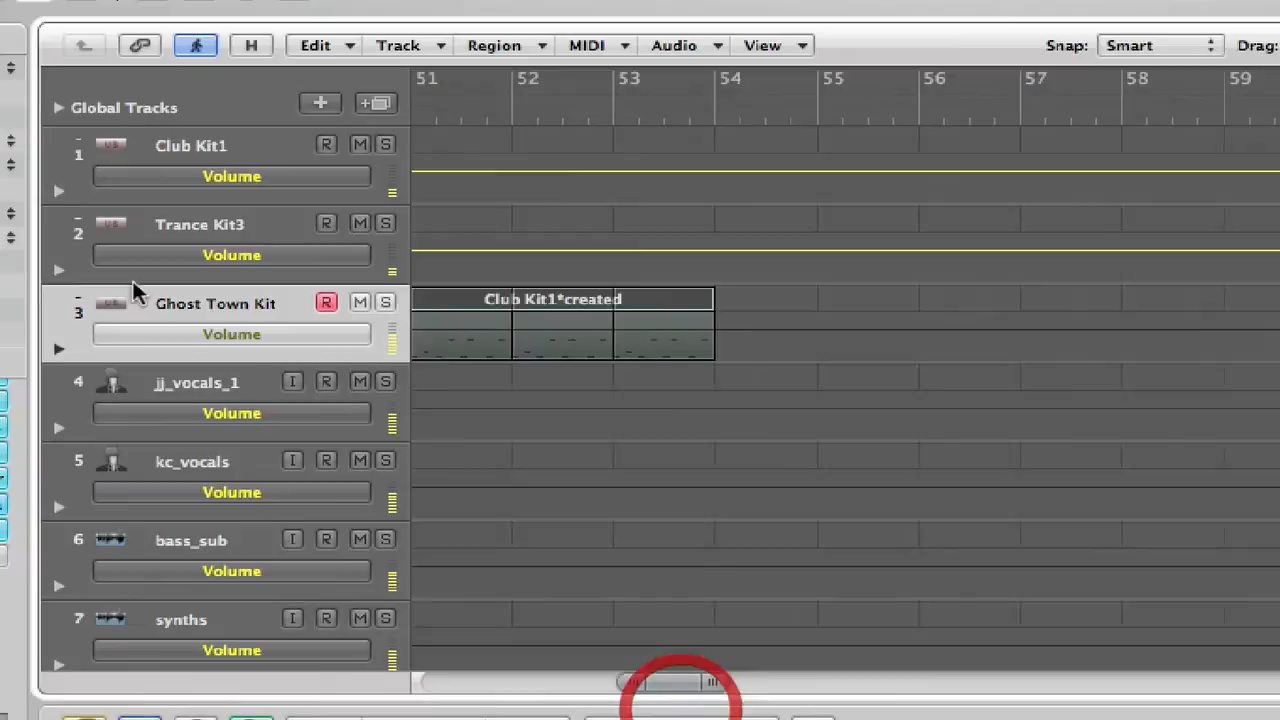 H Edit Track Region MIDI Audio View Snap: Smart Drag:
51 52 53 54 55 56 57 58 59
Global Tracks
1 Club Kit1 R M S
Volume
2 Trance Kit3 R M S
Volume
3 Ghost Town Kit R M S Club Kit1*created
Volume
4 jj_vocals_1 I R M S
Volume
5 kc_vocals I R M S
Volume
6 bass_sub I R M S
Volume
7 synths I R M S
Volume